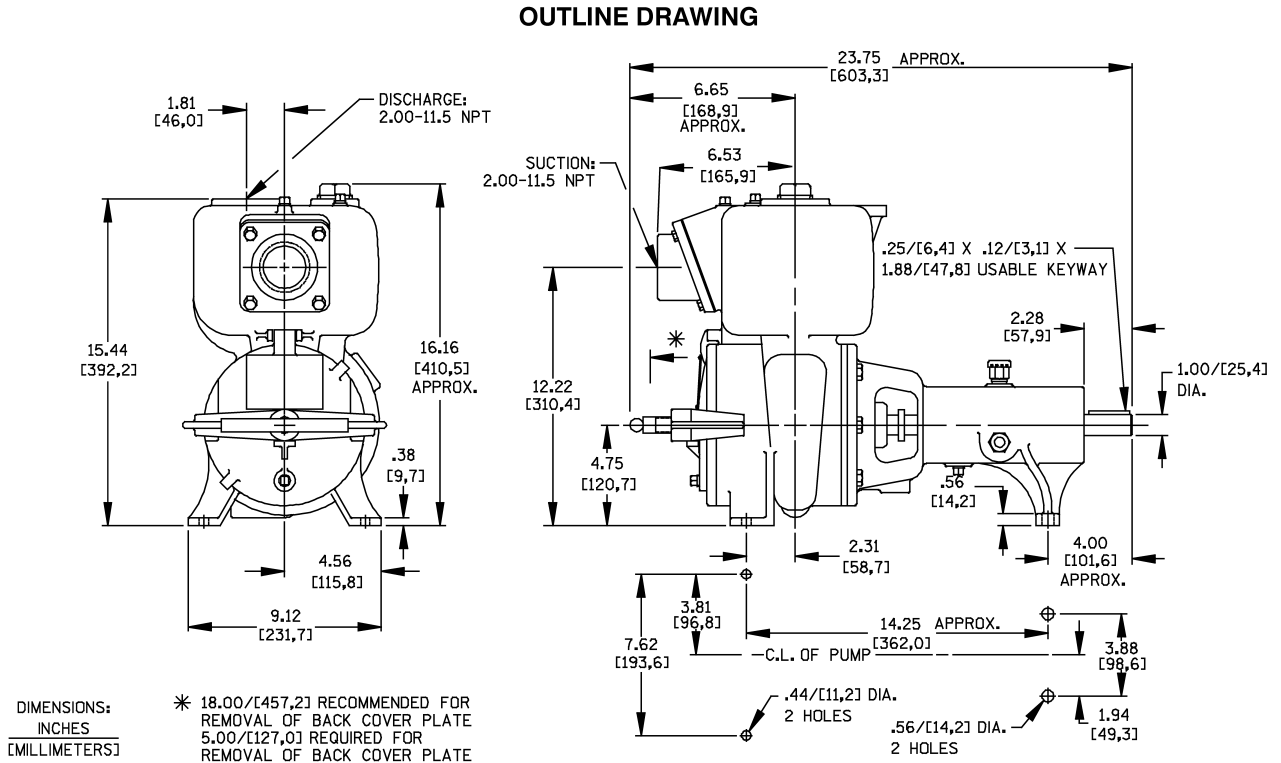 OUTLINE DRAWING
23.75 APPROX.
[603,3]
6.65
[168,9]
APPROX.
1.81
[46,0]
DISCHARGE:
2.00-11.5 NPT
6.53
[165,9]
SUCTION:
2.00-11.5 NPT
.25/[6,4] X .12/[3,1] X
1.88/[47,8] USABLE KEYWAY
2.28
[57,9]
15.44
[392,2]
16.16
[410,5]
APPROX.
✳
1.00/[25,4]
DIA.
12.22
[310,4]
.38
[9,7]
4.75
[120,7]
.56
[14,2]
4.56
[115,8]
2.31
[58,7]
4.00
[101,6]
APPROX.
9.12
[231,7]
3.81
[96,8]
7.62
[193,6]
14.25 APPROX.
[362,0]
C.L. OF PUMP
3.88
[98,6]
.44/[11,2] DIA.
2 HOLES
.56/[14,2] DIA.
2 HOLES
1.94
[49,3]
DIMENSIONS:
INCHES
[MILLIMETERS]
✳ 18.00/[457,2] RECOMMENDED FOR
REMOVAL OF BACK COVER PLATE
5.00/[127,0] REQUIRED FOR
REMOVAL OF BACK COVER PLATE